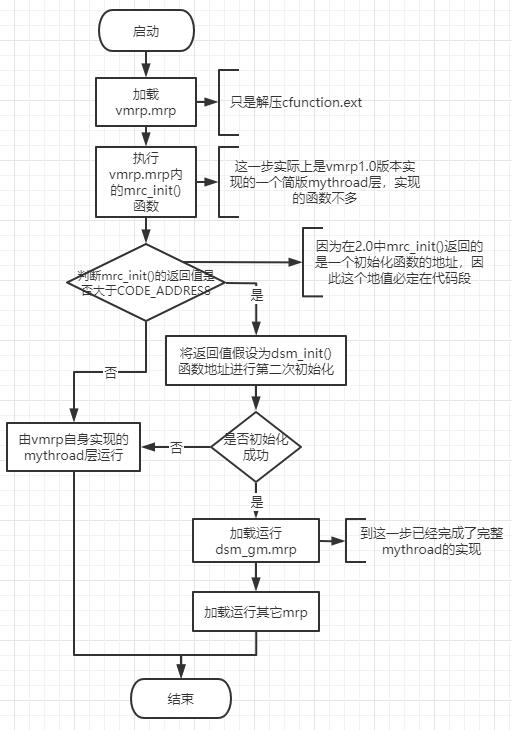 启动
加载
vmrp.mrp
只是解压cfunction.ext
执行
vmrp.mrp内
的mrc_init()
函数
这一步实际上是vmrp1.0版本实
现的一个简版mythroad层，实现
的函数不多
因为在2.0中mrc_init()返回的
是一个初始化函数的地址，因
此这个地值必定在代码段
判断mrc_init()的返回值是
否大于CODE_ADDRESS
是
否
将返回值假设为dsm_init()
函数地址进行第二次初始化
由vmrp自身实现的
mythroad层运行
否
是否初始化
成功
是
加载运行
dsm_gm.mrp
到这一步已经完成了完整
mythroad的实现
加载运行其它mrp
结束